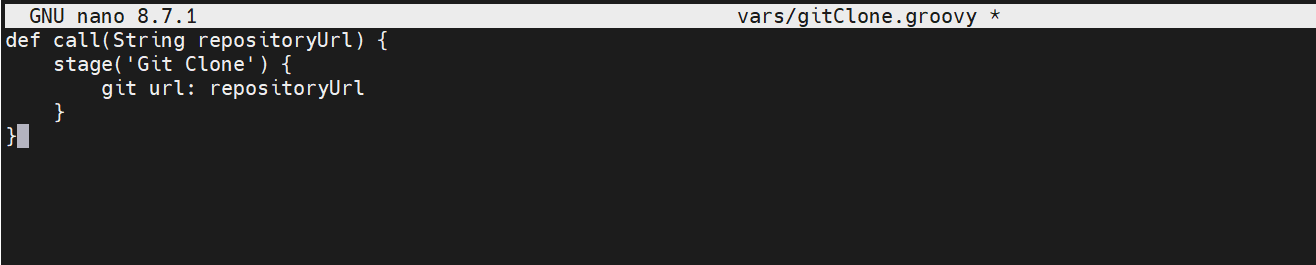 GNU nano 8.7.1 vars/gitClone.groovy *
def call(String repositoryUrl) {
    stage('Git Clone') {
        git url: repositoryUrl
    }
}